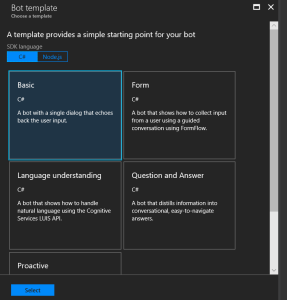 Bot template
Choose a template
A template provides a simple starting point for your bot
SDK language
C#
Node.js
Basic
C#
A bot with a single dialog that echoes
back the user input.
Form
C#
A bot that shows how to collect input
from a user using a guided
conversation using FormFlow.
Language understanding
C#
A bot that shows how to handle
natural language using the Cognitive
Services LUIS API.
Question and Answer
C#
A bot that distills information into
conversational, easy-to-navigate
answers.
Proactive
Select